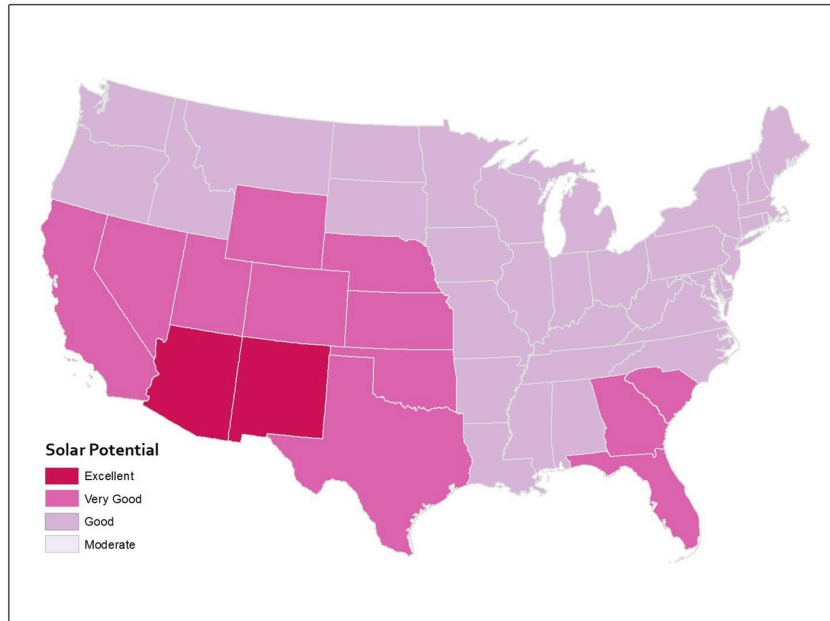 Solar Potential
Excellent
Very Good
Good
Moderate